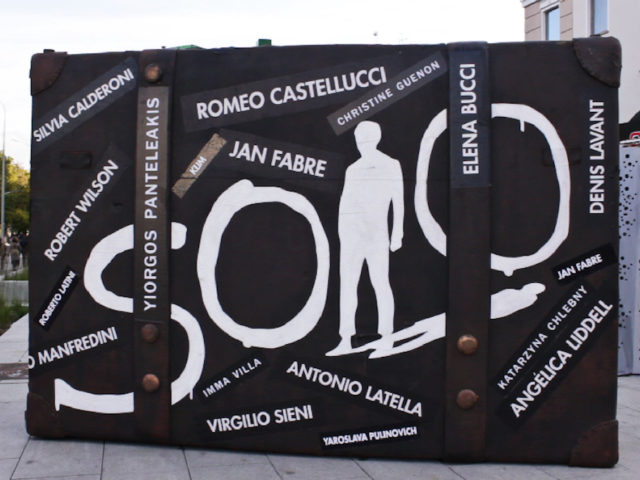 SILVIA CALDERONI
YIORGOS PANTELEAKIS
ROMEO CASTELLUCCI
CHRISTINE GUENON
ELENA BUCCI
DENIS LAVANT
ROBERT WILSON
JAN FABRE
SOLO
ROBERTO LATINI
O MANFREDINI
IMMA VILLA
ANTONIO LATELLA
VIRGILIO SIENI
YAROSLAVA PULINOVICH
JAN FABRE
KATARZYNA CHLEBNY
ANGÉLICA LIDDELL